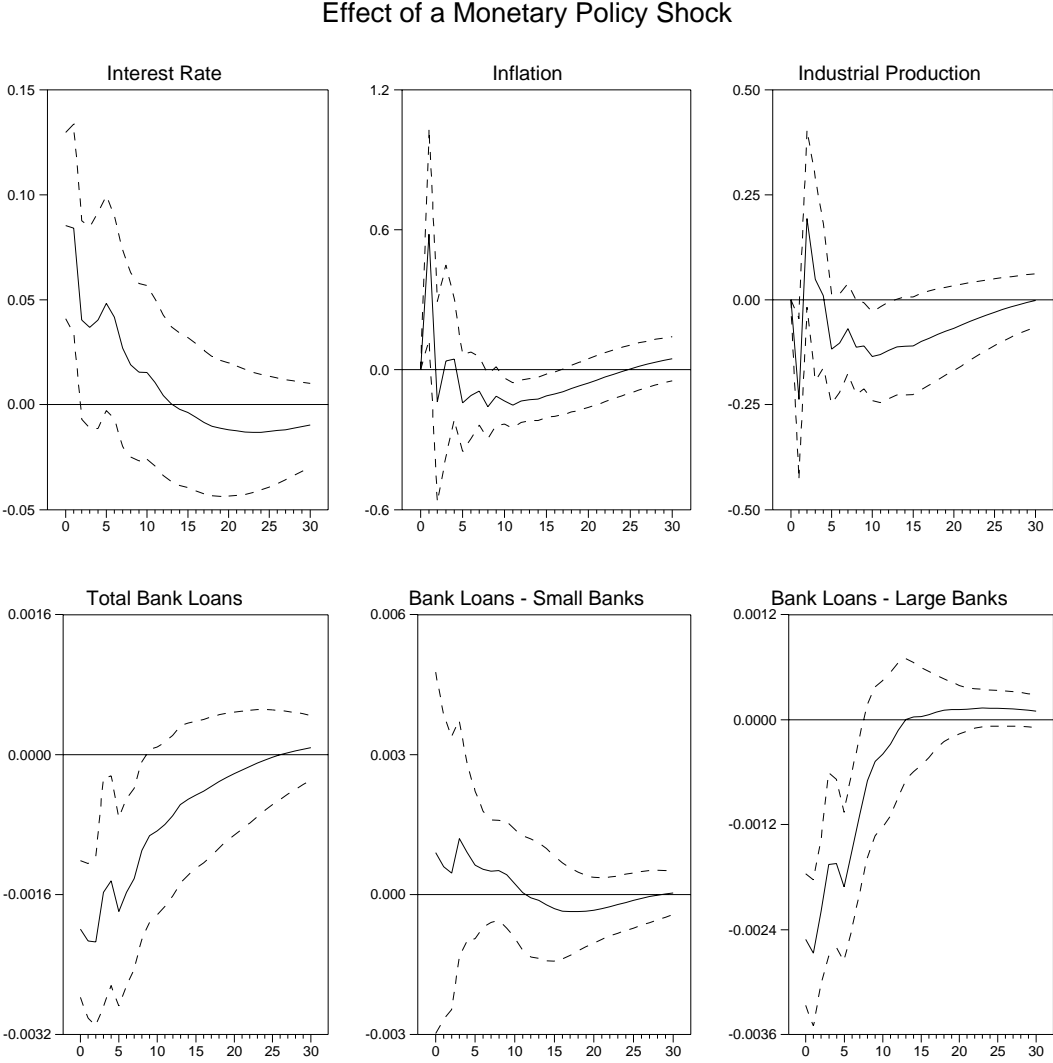 Effect of a Monetary Policy Shock
Interest Rate
0.15
0.10
0.05
0.00
-0.05
0 5 10 15 20 25 30
Inflation
1.2
0.6
0.0
-0.6
0 5 10 15 20 25 30
Industrial Production
0.50
0.25
0.00
-0.25
-0.50
0 5 10 15 20 25 30
Total Bank Loans
0.0016
0.0000
-0.0016
-0.0032
0 5 10 15 20 25 30
Bank Loans - Small Banks
0.006
0.003
0.000
-0.003
0 5 10 15 20 25 30
Bank Loans - Large Banks
0.0012
0.0000
-0.0012
-0.0024
-0.0036
0 5 10 15 20 25 30